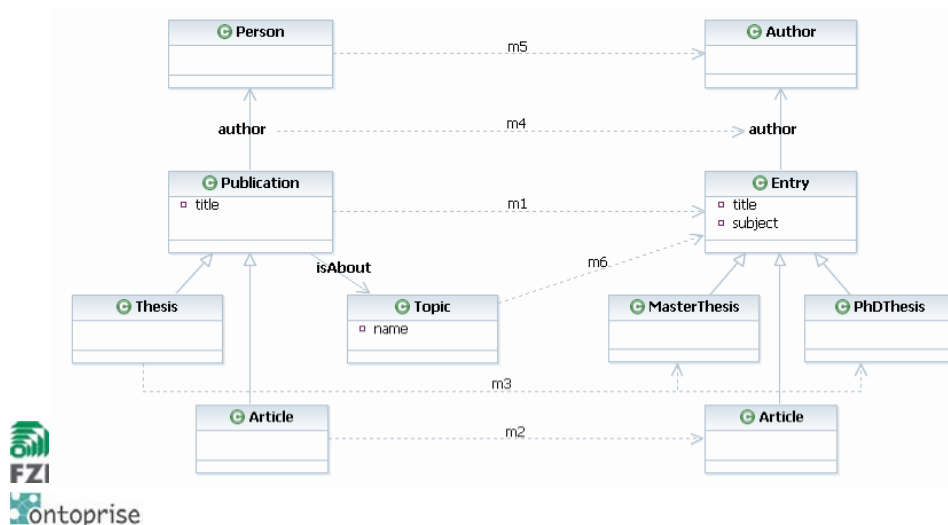 C Person
C Author
m5
author
m4
author
C Publication
title
m1
C Entry
title
subject
isAbout
m6
C Thesis
C Topic
name
C MasterThesis
C PhDThesis
m3
C Article
m2
C Article
FZI
ontoprise